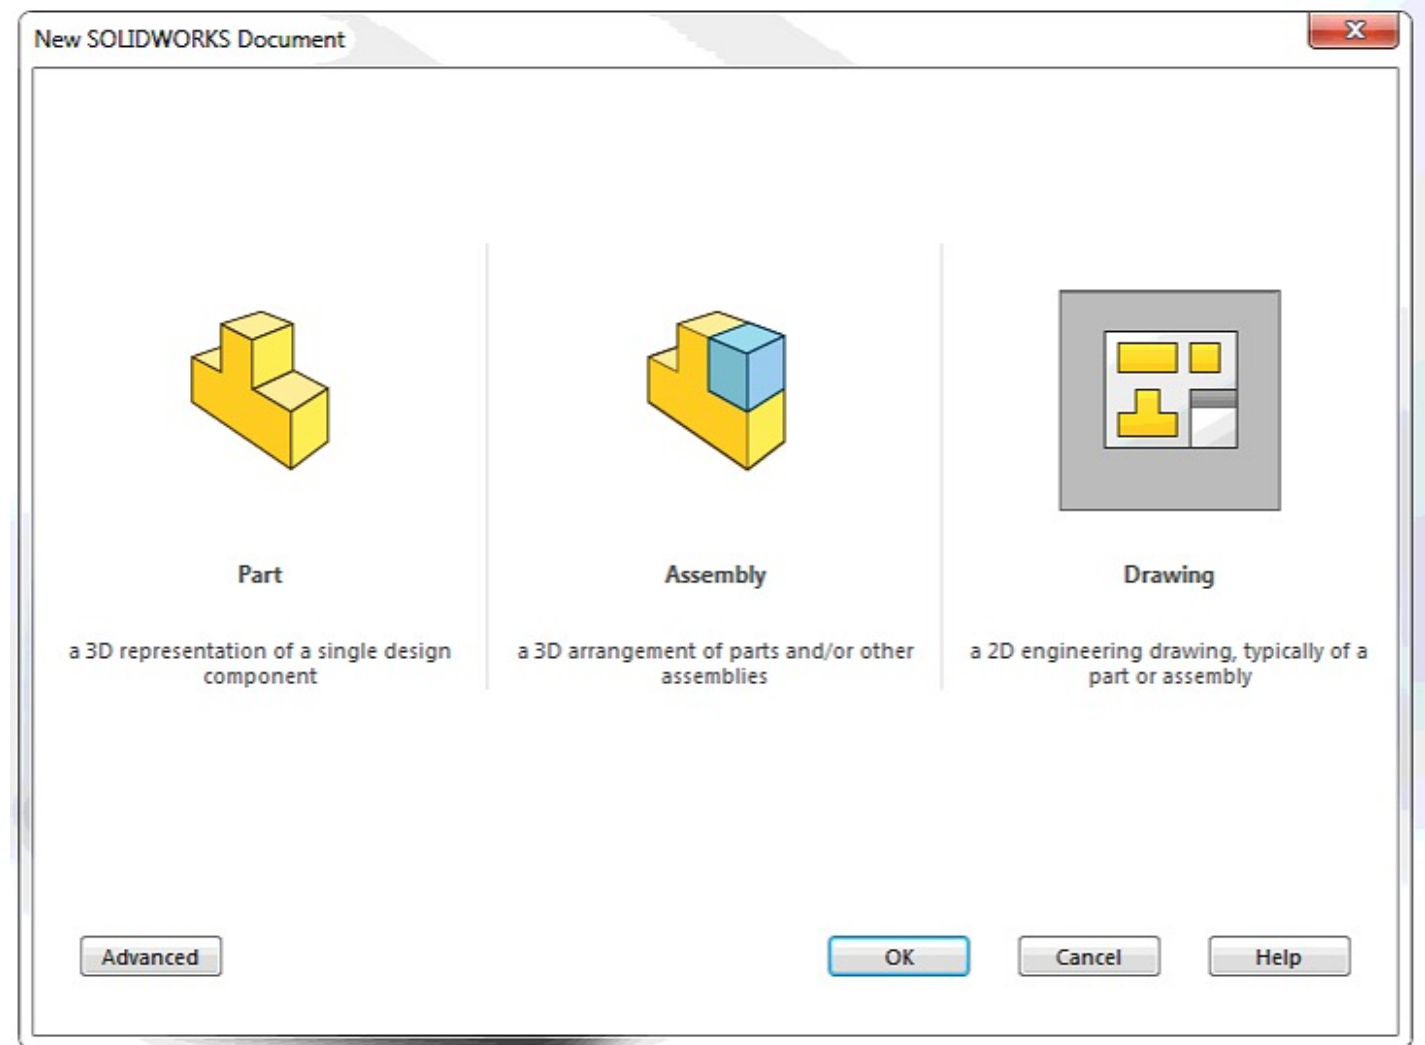 New SOLIDWORKS Document
X
Part
a 3D representation of a single design
component
Assembly
a 3D arrangement of parts and/or other
assemblies
Drawing
a 2D engineering drawing, typically of a
part or assembly
Advanced
OK
Cancel
Help